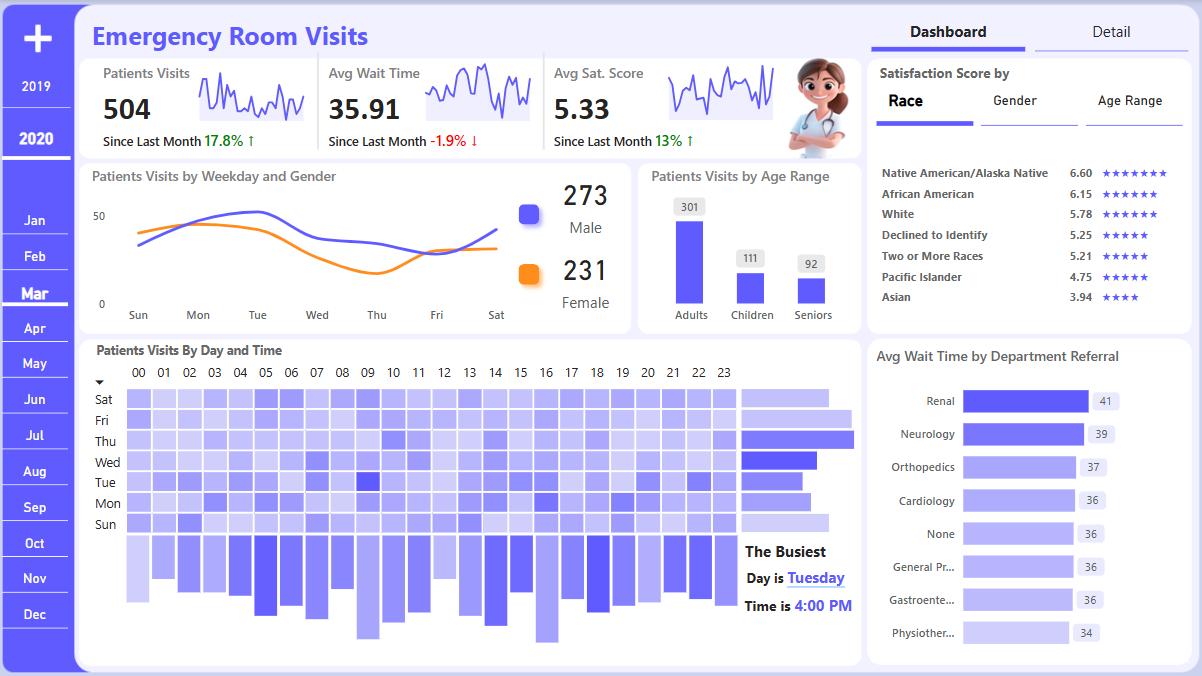 Emergency Room Visits
Dashboard
Detail
2019
2020
Jan
Feb
Mar
Apr
May
Jun
Jul
Aug
Sep
Oct
Nov
Dec
Patients Visits
504
Since Last Month 17.8% ↑
Avg Wait Time
35.91
Since Last Month -1.9% ↓
Avg Sat. Score
5.33
Since Last Month 13% ↑
Satisfaction Score by
Race
Gender
Age Range
Native American/Alaska Native 6.60 ★★★★★★★
African American 6.15 ★★★★★★
White 5.78 ★★★★★★
Declined to Identify 5.25 ★★★★★
Two or More Races 5.21 ★★★★★
Pacific Islander 4.75 ★★★★★
Asian 3.94 ★★★★
Patients Visits by Weekday and Gender
50
0
Sun Mon Tue Wed Thu Fri Sat
273
Male
231
Female
Patients Visits by Age Range
301
111
92
Adults Children Seniors
Patients Visits By Day and Time
00 01 02 03 04 05 06 07 08 09 10 11 12 13 14 15 16 17 18 19 20 21 22 23
Sat
Fri
Thu
Wed
Tue
Mon
Sun
The Busiest
Day is Tuesday
Time is 4:00 PM
Avg Wait Time by Department Referral
Renal 41
Neurology 39
Orthopedics 37
Cardiology 36
None 36
General Pr... 36
Gastroente... 36
Physiother... 34